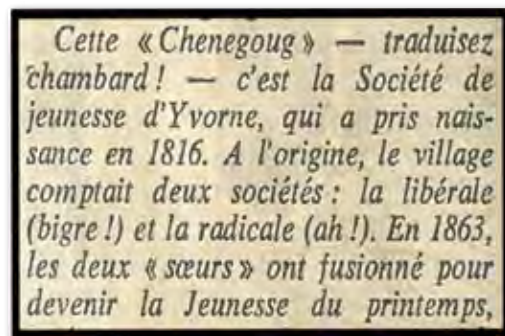 Cette « Chenegoug » — traduisez
chambard ! — c'est la Société de
jeunesse d'Yvorne, qui a pris nais-
sance en 1816. A l'origine, le village
comptait deux sociétés : la libérale
(bigre !) et la radicale (ah !). En 1863,
les deux « sœurs » ont fusionné pour
devenir la Jeunesse du printemps,